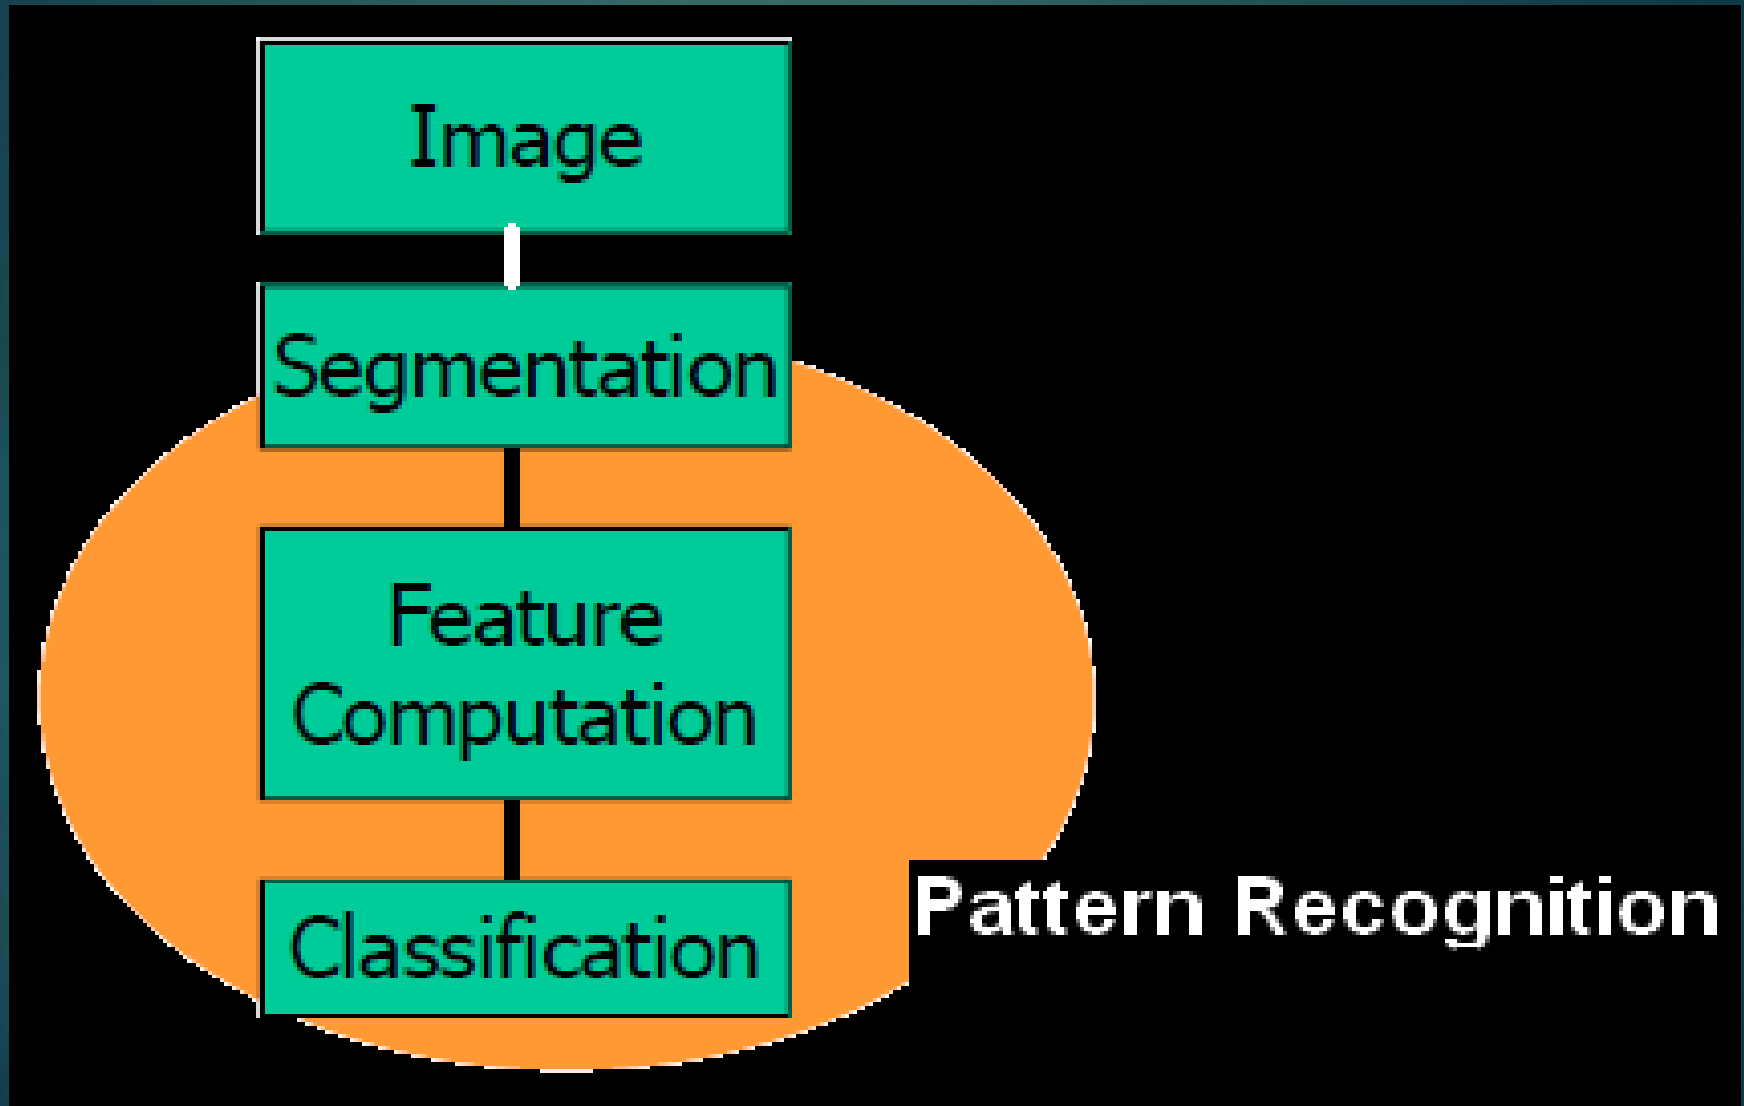 Image
Segmentation
Feature
Computation
Classification
Pattern Recognition